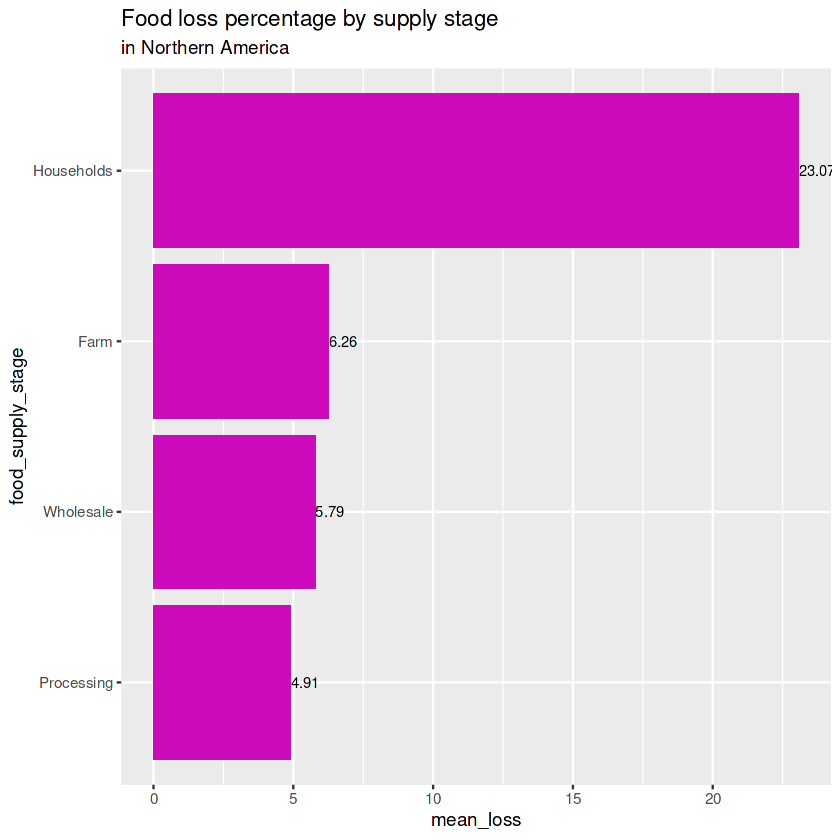 Food loss percentage by supply stage
in Northern America
Households
23.07
Farm
6.26
Wholesale
5.79
Processing
4.91
food_supply_stage
0 5 10 15 20
mean_loss